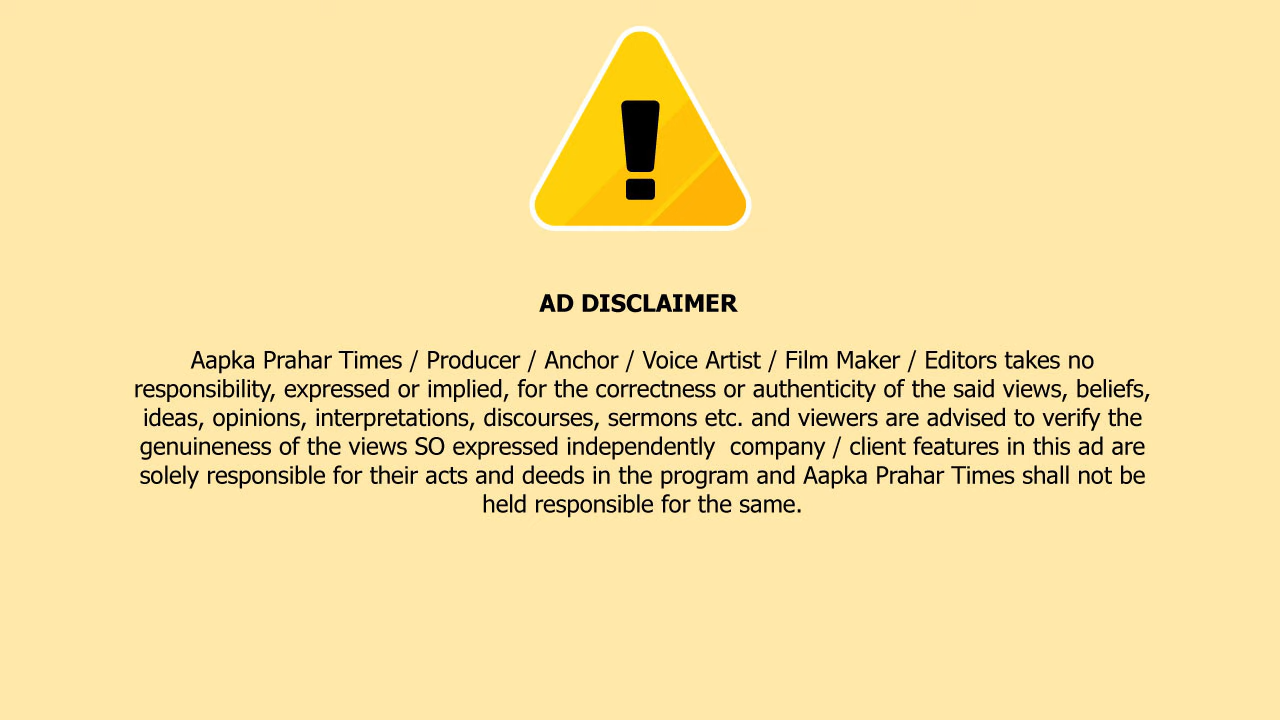 AD DISCLAIMER
Aapka Prahar Times / Producer / Anchor / Voice Artist / Film Maker / Editors takes no
responsibility, expressed or implied, for the correctness or authenticity of the said views, beliefs,
ideas, opinions, interpretations, discourses, sermons etc. and viewers are advised to verify the
genuineness of the views SO expressed independently  company / client features in this ad are
solely responsible for their acts and deeds in the program and Aapka Prahar Times shall not be
held responsible for the same.